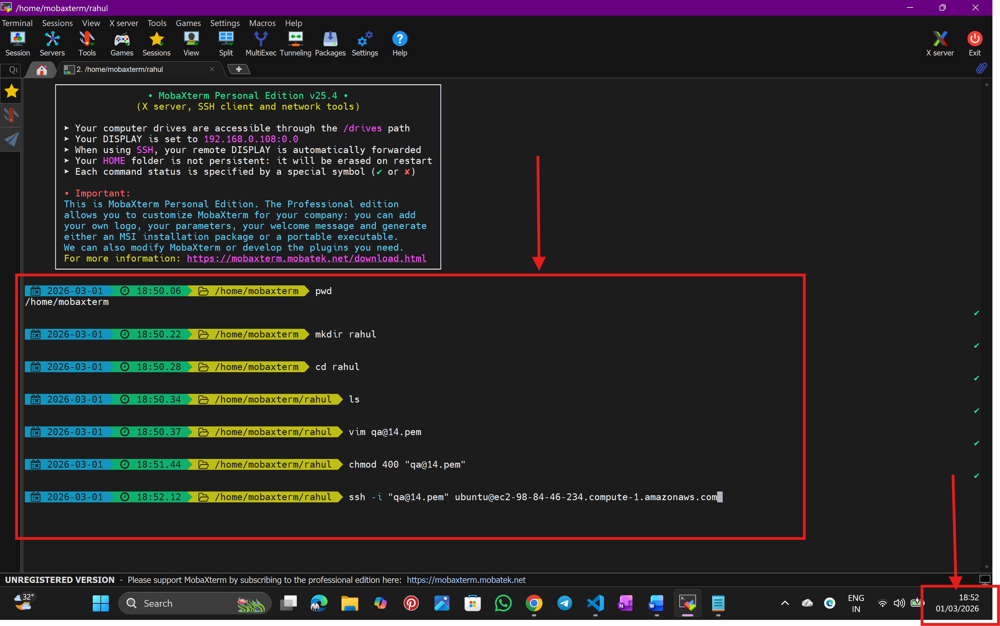 /home/mobaxterm/rahul
Terminal Sessions View X server Tools Games Settings Macros Help
Session Servers Tools Games Sessions View Split MultiExec Tunneling Packages Settings Help X server Exit
2. /home/mobaxterm/rahul
• MobaXterm Personal Edition v25.4 •
(X server, SSH client and network tools)
➤ Your computer drives are accessible through the /drives path
➤ Your DISPLAY is set to 192.168.0.108:0.0
➤ When using SSH, your remote DISPLAY is automatically forwarded
➤ Your HOME folder is not persistent: it will be erased on restart
➤ Each command status is specified by a special symbol (✔ or ✘)
• Important:
This is MobaXterm Personal Edition. The Professional edition
allows you to customize MobaXterm for your company: you can add
your own logo, your parameters, your welcome message and generate
either an MSI installation package or a portable executable.
We can also modify MobaXterm or develop the plugins you need.
For more information: https://mobaxterm.mobatek.net/download.html
2026-03-01 18:50.06 /home/mobaxterm pwd
/home/mobaxterm
2026-03-01 18:50.22 /home/mobaxterm mkdir rahul
2026-03-01 18:50.28 /home/mobaxterm cd rahul
2026-03-01 18:50.34 /home/mobaxterm/rahul ls
2026-03-01 18:50.37 /home/mobaxterm/rahul vim qa@14.pem
2026-03-01 18:51.44 /home/mobaxterm/rahul chmod 400 "qa@14.pem"
2026-03-01 18:52.12 /home/mobaxterm/rahul ssh -i "qa@14.pem" ubuntu@ec2-98-84-46-234.compute-1.amazonaws.com
UNREGISTERED VERSION - Please support MobaXterm by subscribing to the professional edition here: https://mobaxterm.mobatek.net
32°
Search
ENG
IN
18:52
01/03/2026